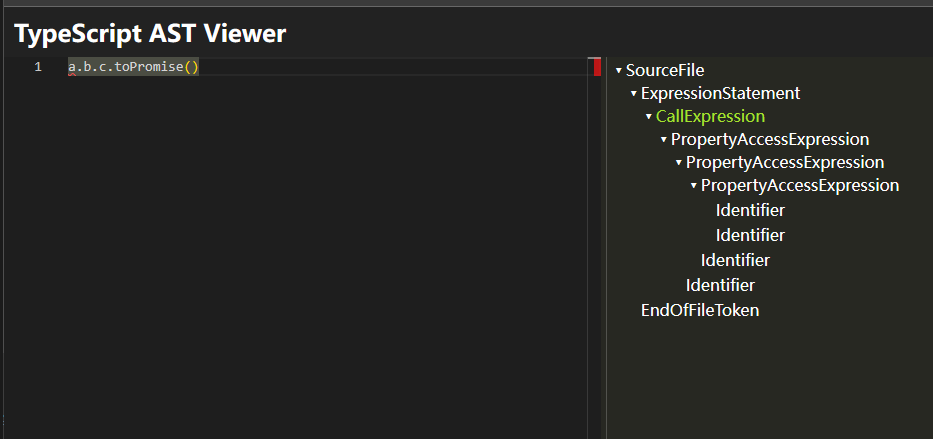 TypeScript AST Viewer
1 a.b.c.toPromise()
▾ SourceFile
▾ ExpressionStatement
▾ CallExpression
▾ PropertyAccessExpression
▾ PropertyAccessExpression
▾ PropertyAccessExpression
Identifier
Identifier
Identifier
Identifier
EndOfFileToken